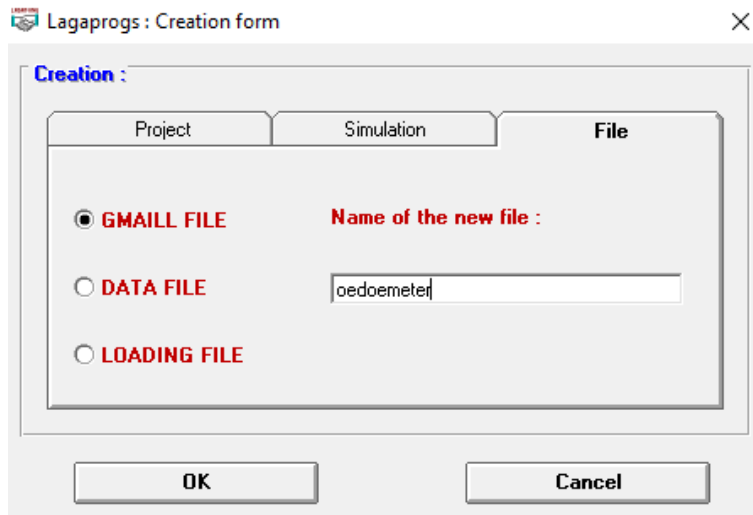 Lagaprogs : Creation form
Creation :
Project Simulation File
GMAILL FILE Name of the new file :
DATA FILE oedoemeter
LOADING FILE
OK Cancel